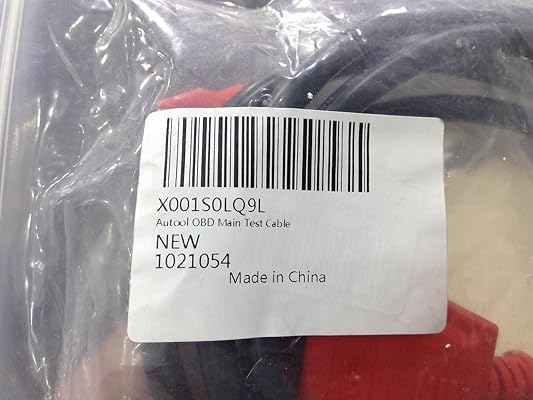 X001S0LQ9L
Autool OBD Main Test Cable
NEW
1021054
Made in China